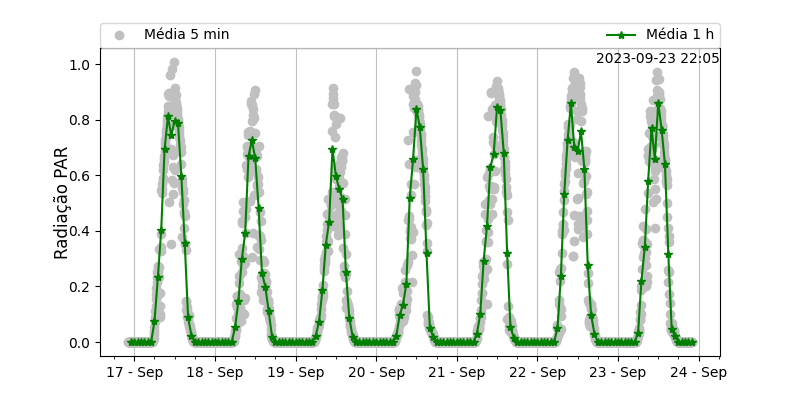 Média 5 min
Média 1 h
2023-09-23 22:05
Radiação PAR
1.0
0.8
0.6
0.4
0.2
0.0
17 - Sep
18 - Sep
19 - Sep
20 - Sep
21 - Sep
22 - Sep
23 - Sep
24 - Sep